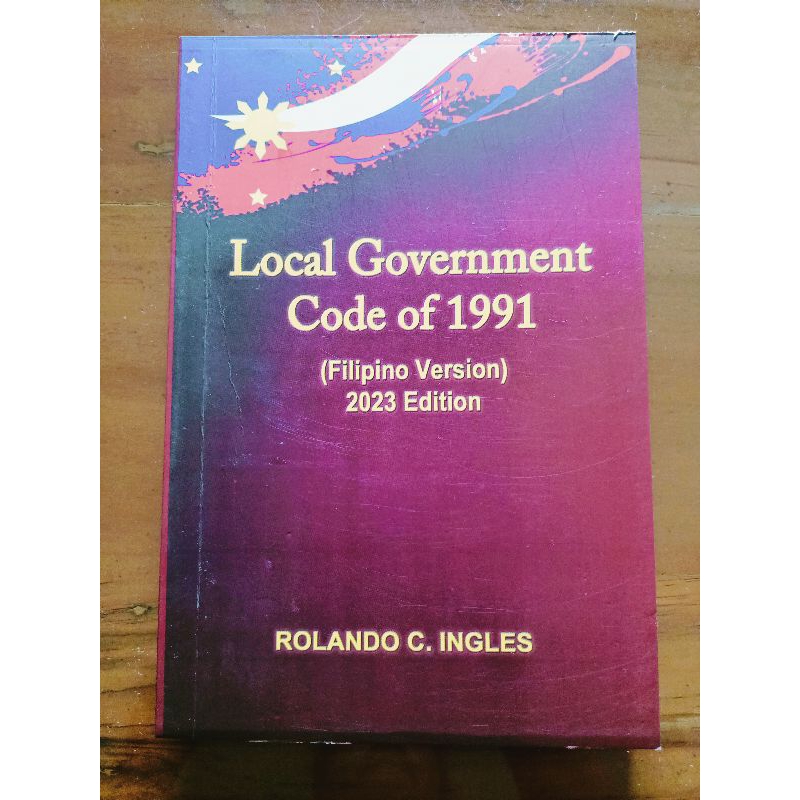 Local Government
Code of 1991
(Filipino Version)
2023 Edition
ROLANDO C. INGLES